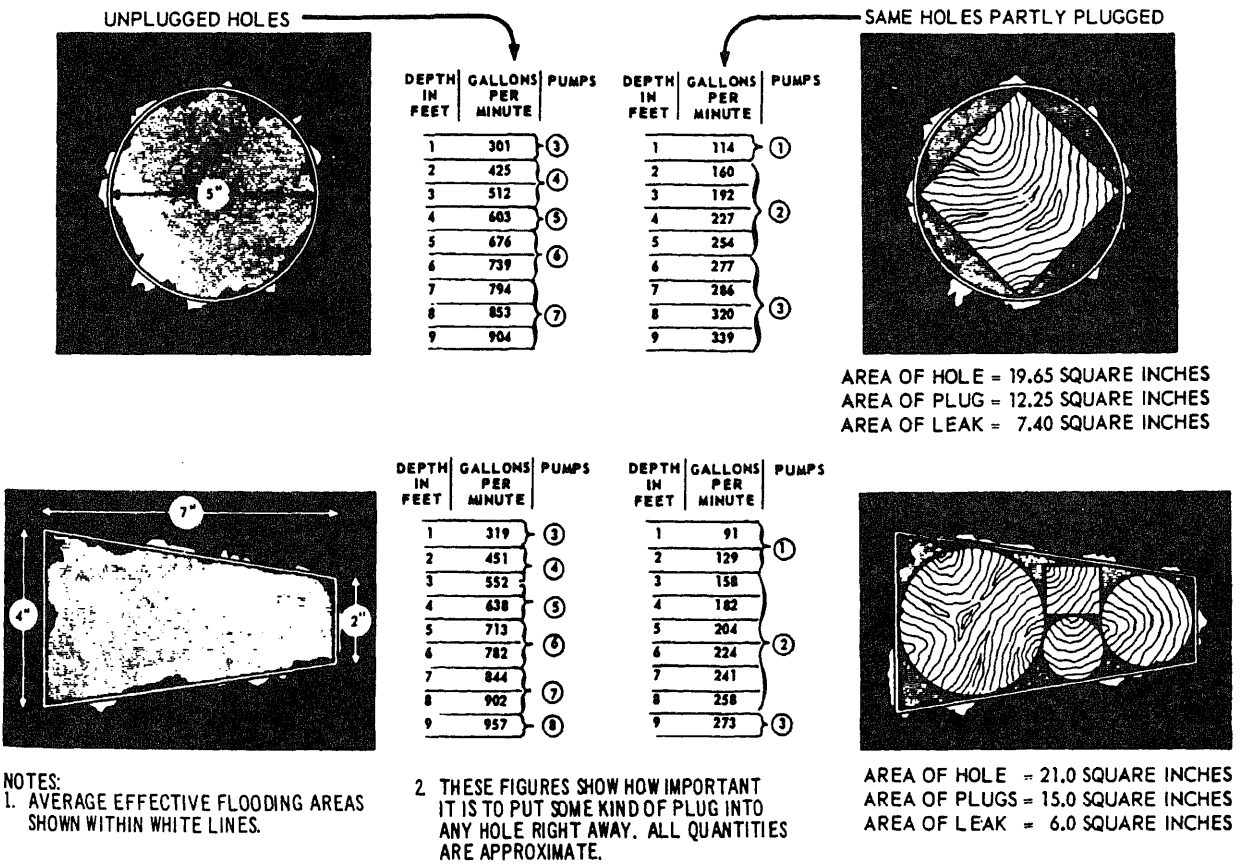 UNPLUGGED HOLES
SAME HOLES PARTLY PLUGGED
5"
DEPTH IN FEET GALLONS PER MINUTE PUMPS
1 301 3
2 425 4
3 512
4 603 5
5 676 6
6 739
7 794 7
8 853
9 904
DEPTH IN FEET GALLONS PER MINUTE PUMPS
1 114 1
2 160 2
3 192
4 227
5 254
6 277 3
7 286
8 320
9 339
AREA OF HOLE = 19.65 SQUARE INCHES
AREA OF PLUG = 12.25 SQUARE INCHES
AREA OF LEAK = 7.40 SQUARE INCHES
7"
4"
2"
DEPTH IN FEET GALLONS PER MINUTE PUMPS
1 319 3
2 451 4
3 552
4 638 5
5 713 6
6 782
7 844 7
8 902
9 957 8
DEPTH IN FEET GALLONS PER MINUTE PUMPS
1 91 1
2 129
3 158 2
4 182
5 204
6 224
7 241
8 258
9 273 3
AREA OF HOLE = 21.0 SQUARE INCHES
AREA OF PLUGS = 15.0 SQUARE INCHES
AREA OF LEAK = 6.0 SQUARE INCHES
NOTES:
1. AVERAGE EFFECTIVE FLOODING AREAS
SHOWN WITHIN WHITE LINES.
2 THESE FIGURES SHOW HOW IMPORTANT
IT IS TO PUT SOME KIND OF PLUG INTO
ANY HOLE RIGHT AWAY. ALL QUANTITIES
ARE APPROXIMATE.